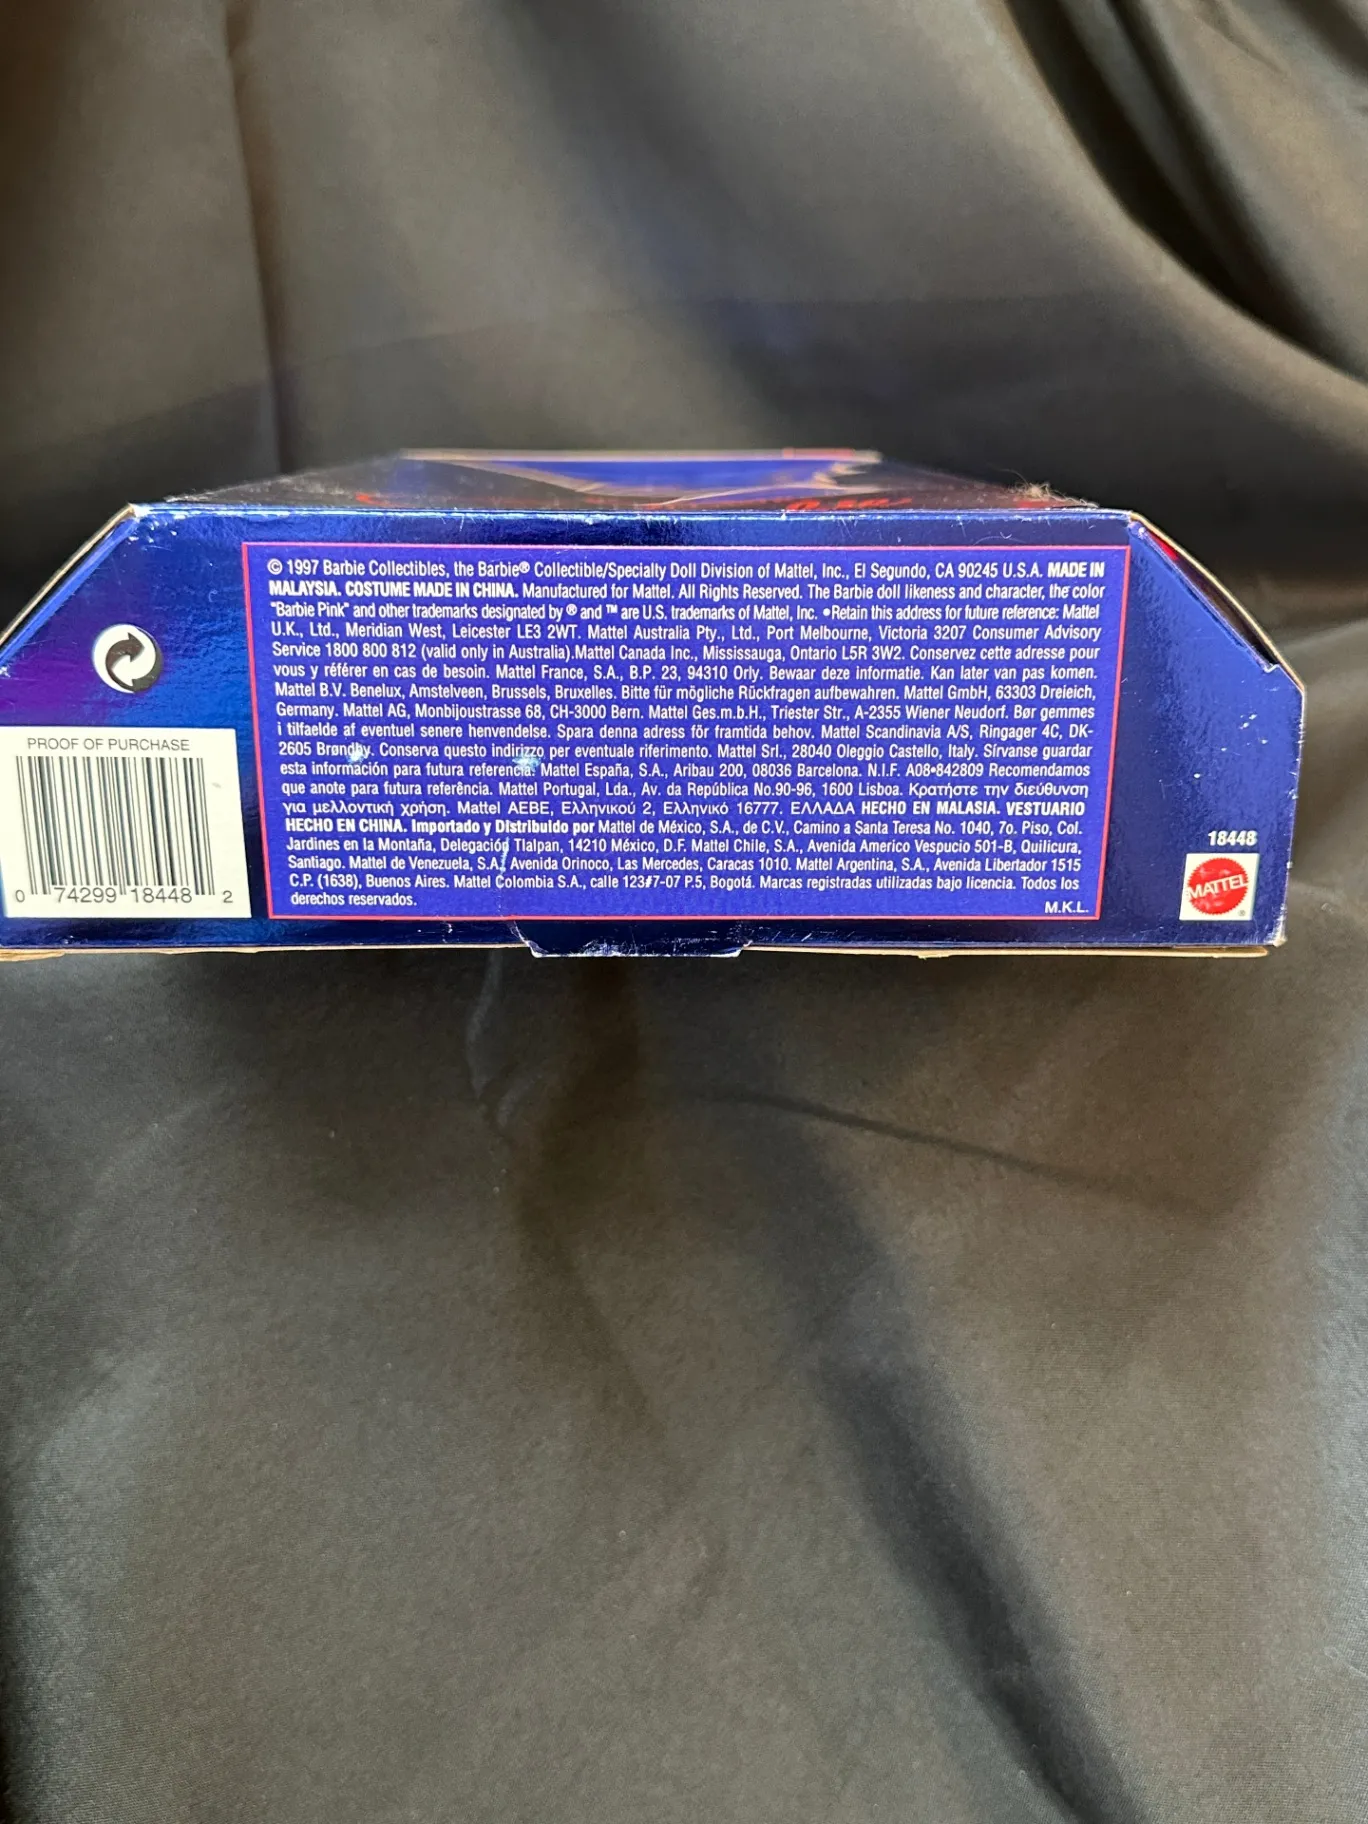 © 1997 Barbie Collectibles, the Barbie® Collectible/Specialty Doll Division of Mattel, Inc., El Segundo, CA 90245 U.S.A. MADE IN
MALAYSIA. COSTUME MADE IN CHINA. Manufactured for Mattel. All Rights Reserved. The Barbie doll likeness and character, the color
"Barbie Pink" and other trademarks designated by ® and ™ are U.S. trademarks of Mattel, Inc. •Retain this address for future reference: Mattel
U.K., Ltd., Meridian West, Leicester LE3 2WT. Mattel Australia Pty., Ltd., Port Melbourne, Victoria 3207 Consumer Advisory
Service 1800 800 812 (valid only in Australia).Mattel Canada Inc., Mississauga, Ontario L5R 3W2. Conservez cette adresse pour
vous y référer en cas de besoin. Mattel France, S.A., B.P. 23, 94310 Orly. Bewaar deze informatie. Kan later van pas komen.
Mattel B.V. Benelux, Amstelveen, Brussels, Bruxelles. Bitte für mögliche Rückfragen aufbewahren. Mattel GmbH, 63303 Dreieich,
Germany. Mattel AG, Monbijoustrasse 68, CH-3000 Bern. Mattel Ges.m.b.H., Triester Str., A-2355 Wiener Neudorf. Bør gemmes
i tilfaelde af eventuel senere henvendelse. Spara denna adress för framtida behov. Mattel Scandinavia A/S, Ringager 4C, DK-
2605 Brøndby. Conserva questo indirizzo per eventuale riferimento. Mattel Srl., 28040 Oleggio Castello, Italy. Sírvanse guardar
esta información para futura referencia. Mattel España, S.A., Aribau 200, 08036 Barcelona. N.I.F. A08•842809 Recomendamos
que anote para futura referência. Mattel Portugal, Lda., Av. da República No.90-96, 1600 Lisboa. Κρατήστε την διεύθυνση
για μελλοντική χρήση. Mattel AEBE, Ελληνικού 2, Ελληνικό 16777. ΕΛΛΑΔΑ HECHO EN MALASIA. VESTUARIO
HECHO EN CHINA. Importado y Distribuido por Mattel de México, S.A., de C.V., Camino a Santa Teresa No. 1040, 7o. Piso, Col.
Jardines en la Montaña, Delegación Tlalpan, 14210 México, D.F. Mattel Chile, S.A., Avenida Americo Vespucio 501-B, Quilicura,
Santiago. Mattel de Venezuela, S.A. Avenida Orinoco, Las Mercedes, Caracas 1010. Mattel Argentina, S.A., Avenida Libertador 1515
C.P. (1638), Buenos Aires. Mattel Colombia S.A., calle 123#7-07 P.5, Bogotá. Marcas registradas utilizadas bajo licencia. Todos los
derechos reservados.
M.K.L.
PROOF OF PURCHASE
0 74299 18448 2
18448
MATTEL
®